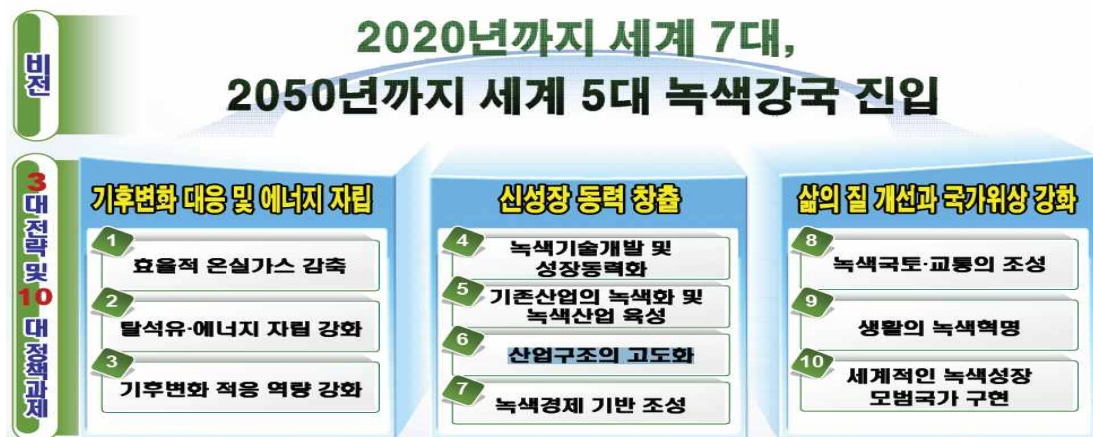 비전
2020년까지 세계 7대,
2050년까지 세계 5대 녹색강국 진입
3대 전략 및 10대 정책과제
기후변화 대응 및 에너지 자립
1
효율적 온실가스 감축
2
탈석유·에너지 자립 강화
3
기후변화 적응 역량 강화
신성장 동력 창출
4
녹색기술개발 및
성장동력화
5
기존산업의 녹색화 및
녹색산업 육성
6
산업구조의 고도화
7
녹색경제 기반 조성
삶의 질 개선과 국가위상 강화
8
녹색국토·교통의 조성
9
생활의 녹색혁명
10
세계적인 녹색성장
모범국가 구현